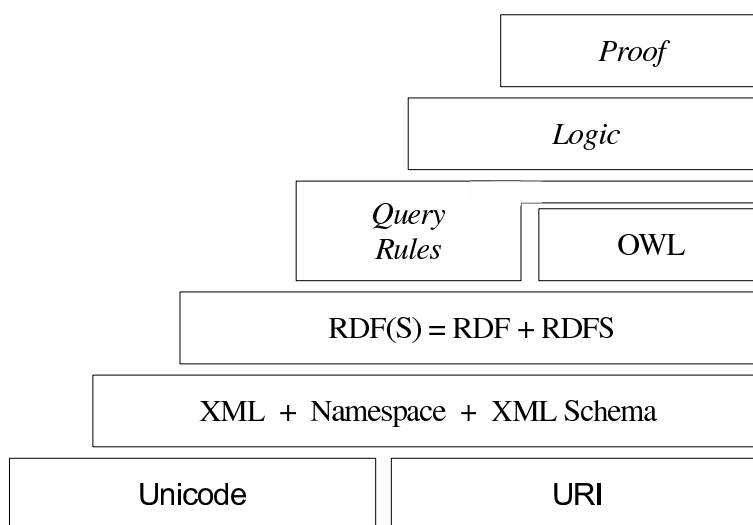 Proof
Logic
Query
Rules
OWL
RDF(S) = RDF + RDFS
XML + Namespace + XML Schema
Unicode
URI